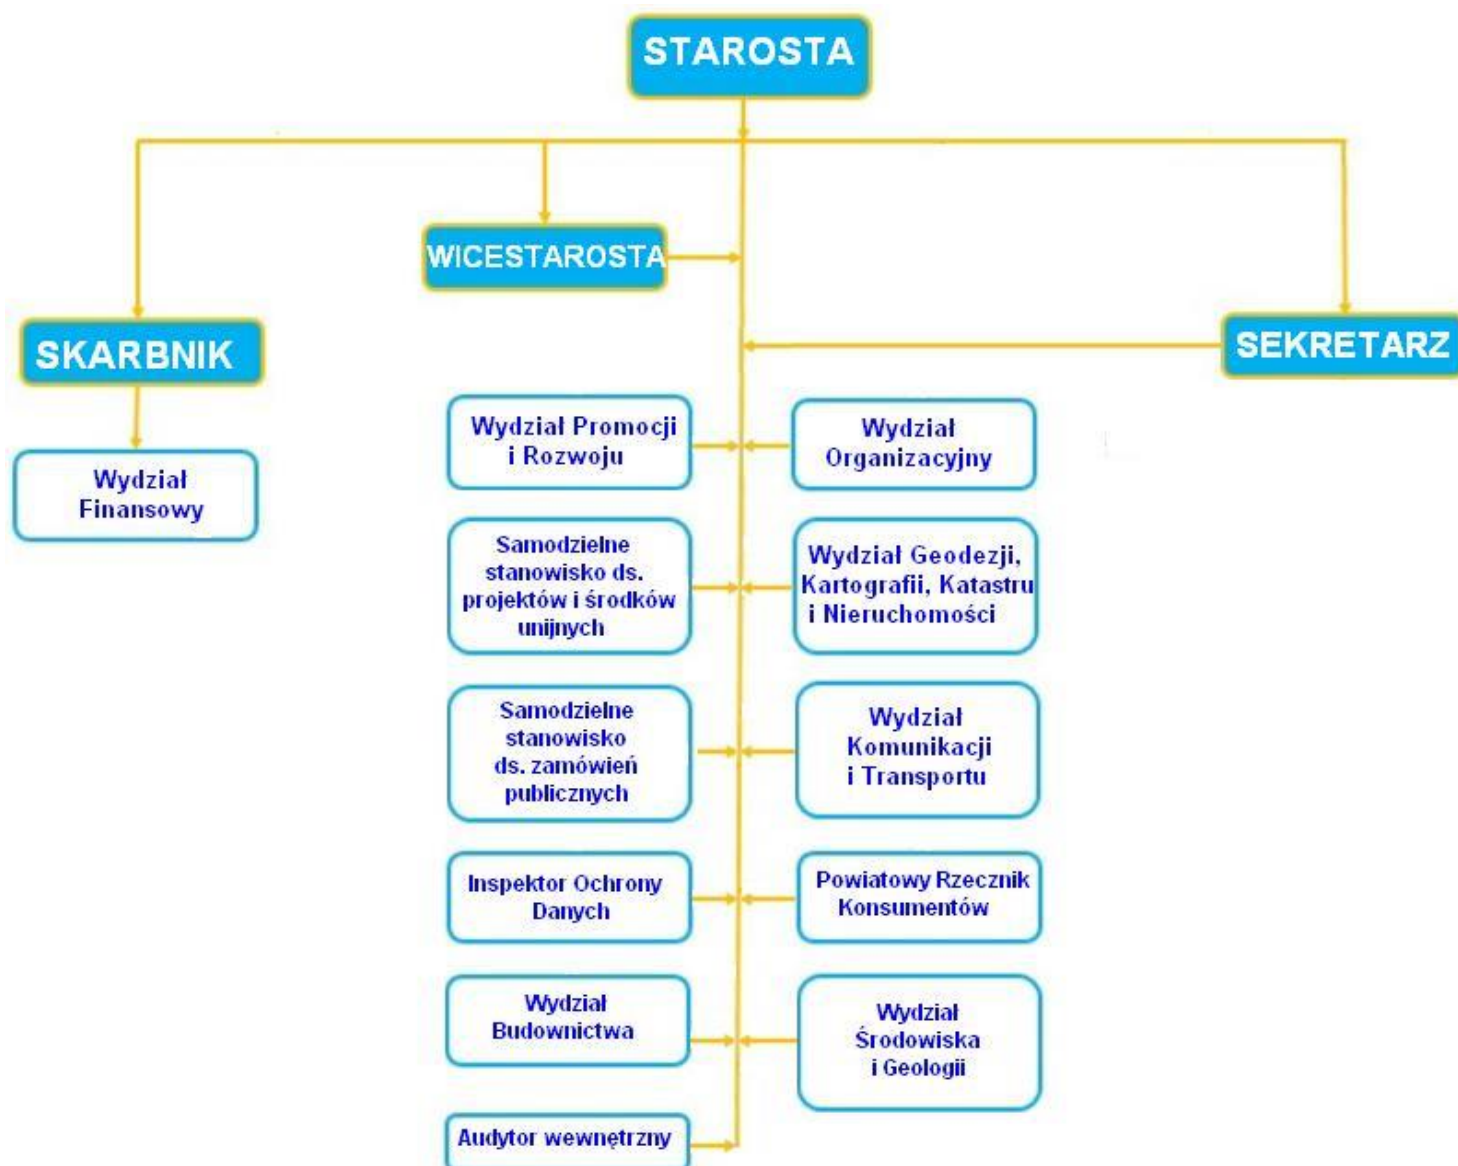 STAROSTA
WICESTAROSTA
SKARBNIK
SEKRETARZ
Wydział
Finansowy
Wydział Promocji
i Rozwoju
Wydział
Organizacyjny
Samodzielne
stanowisko ds.
projektów i środków
unijnych
Wydział Geodezji,
Kartografii, Katastru
i Nieruchomości
Samodzielne
stanowisko
ds. zamówień
publicznych
Wydział
Komunikacji
i Transportu
Inspektor Ochrony
Danych
Powiatowy Rzecznik
Konsumentów
Wydział
Budownictwa
Wydział
Środowiska
i Geologii
Audytor wewnętrzny